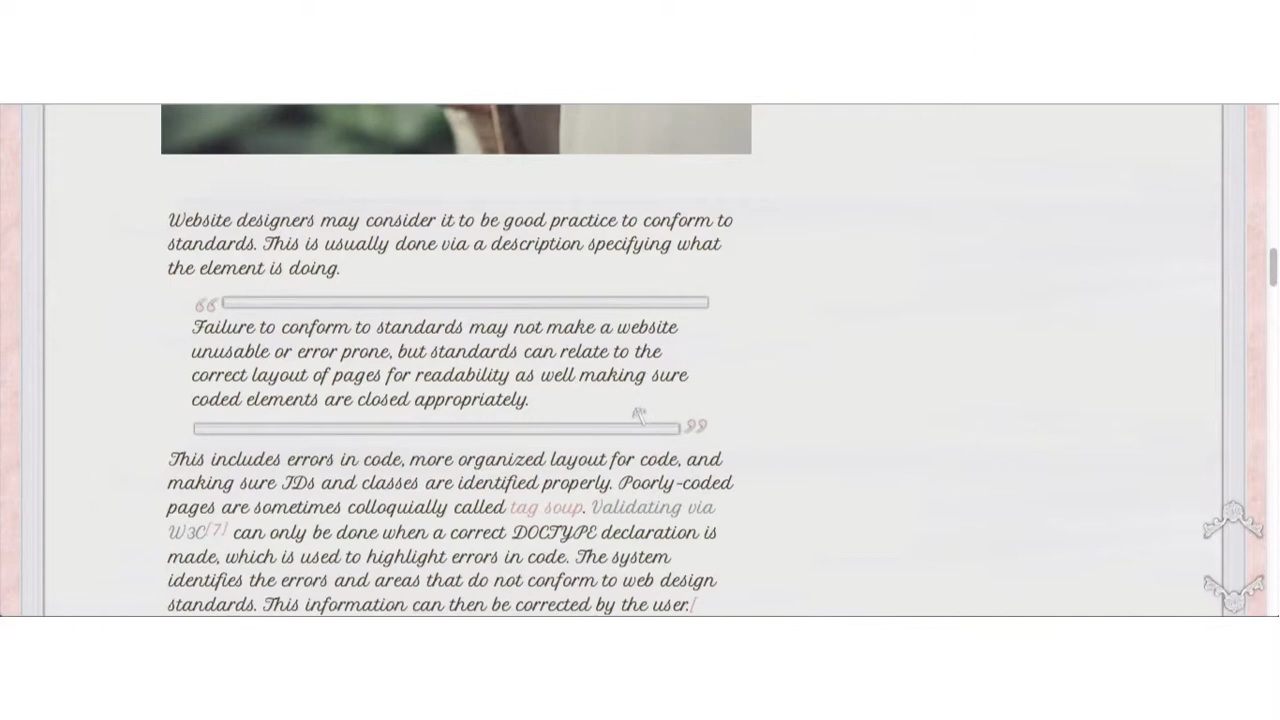 Website designers may consider it to be good practice to conform to
standards. This is usually done via a description specifying what
the element is doing.
“
Failure to conform to standards may not make a website
unusable or error prone, but standards can relate to the
correct layout of pages for readability as well making sure
coded elements are closed appropriately.
”
This includes errors in code, more organized layout for code, and
making sure IDs and classes are identified properly. Poorly-coded
pages are sometimes colloquially called tag soup. Validating via
W3C[7] can only be done when a correct DOCTYPE declaration is
made, which is used to highlight errors in code. The system
identifies the errors and areas that do not conform to web design
standards. This information can then be corrected by the user.[